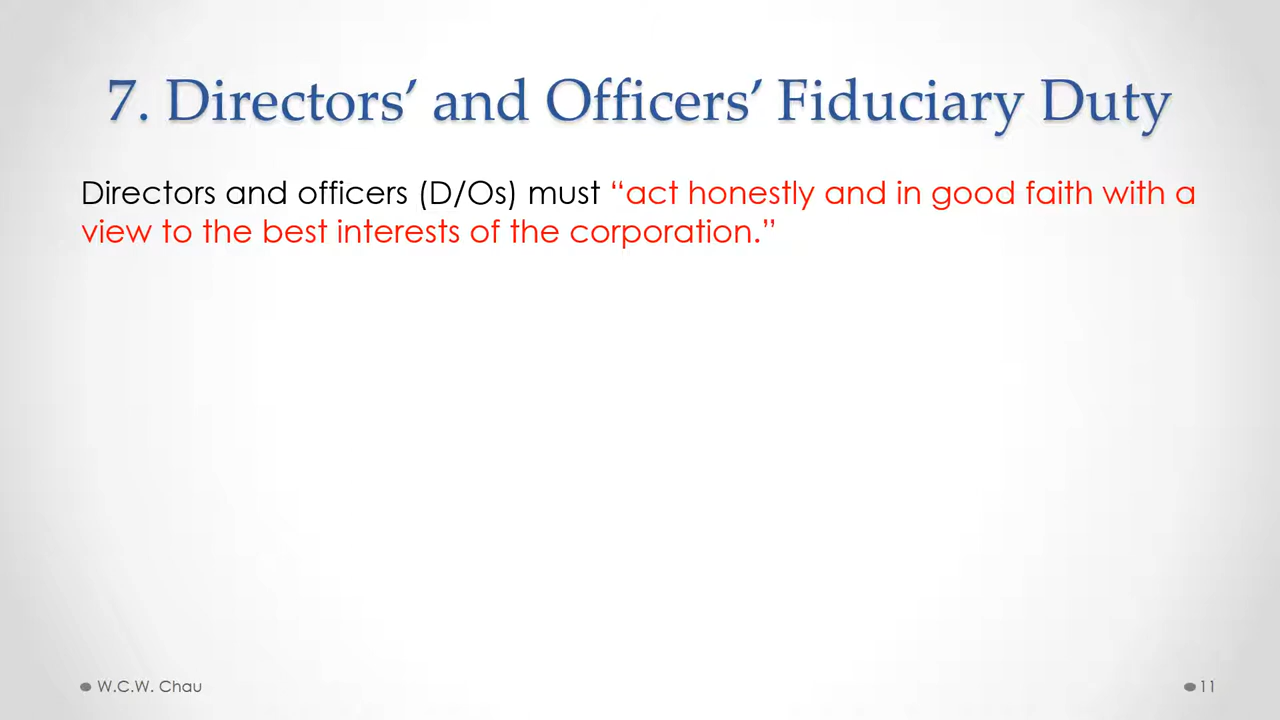 7. Directors’ and Officers’ Fiduciary Duty
Directors and officers (D/Os) must “act honestly and in good faith with a
view to the best interests of the corporation.”
W.C.W. Chau
11